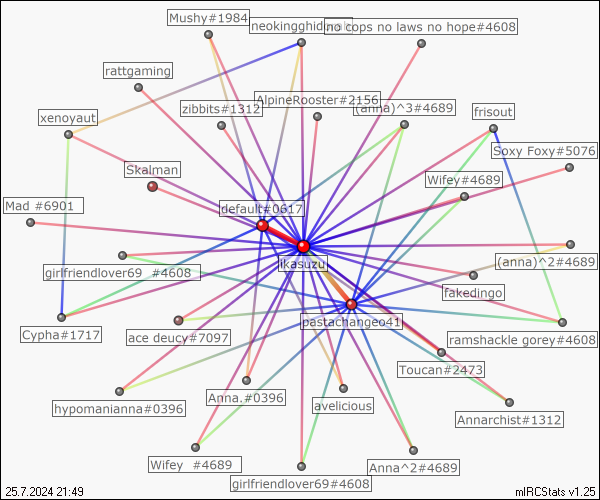 Mushy#1984
neokingghid
no cops no laws no hope#4608
rattgaming
AlpineRooster#2156
zibbits#1312
(anna)^3#4689
frisout
xenoyaut
Soxy Foxy#5076
Skalman
Wifey#4689
Mad #6901
default#0617
(anna)^2#4689
ikasuzu
girlfriendlover69 #4608
fakedingo
pastachangeo41
Cypha#1717
ace deucy#7097
ramshackle gorey#4608
Toucan#2473
Anna.#0396
avelicious
hypomanianna#0396
Annarchist#1312
Wifey #4689
Anna^2#4689
girlfriendlover69#4608
25.7.2024 21:49
mIRCStats v1.25